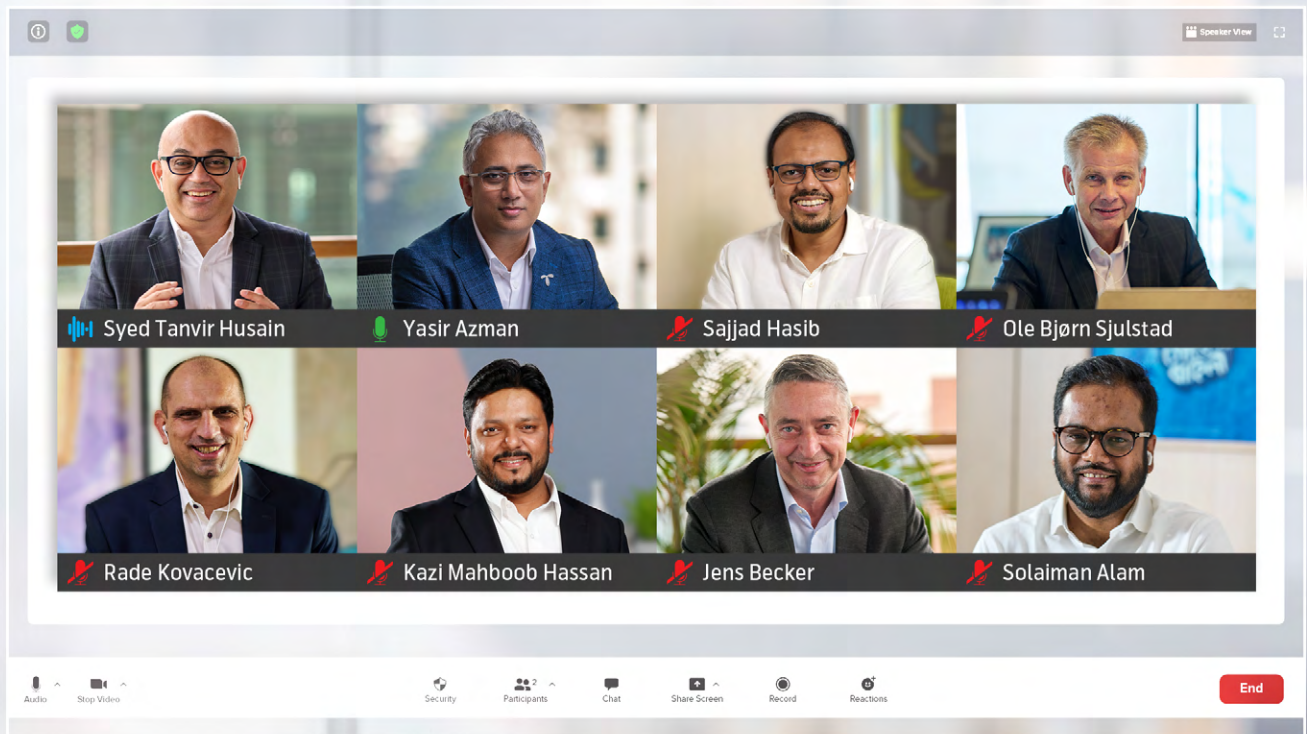 Speaker View
Syed Tanvir Husain
Yasir Azman
Sajjad Hasib
Ole Bjørn Sjulstad
Rade Kovacevic
Kazi Mahboob Hassan
Jens Becker
Solaiman Alam
Audio
Stop Video
Security
Participants 2
Chat
Share Screen
Record
Reactions
End